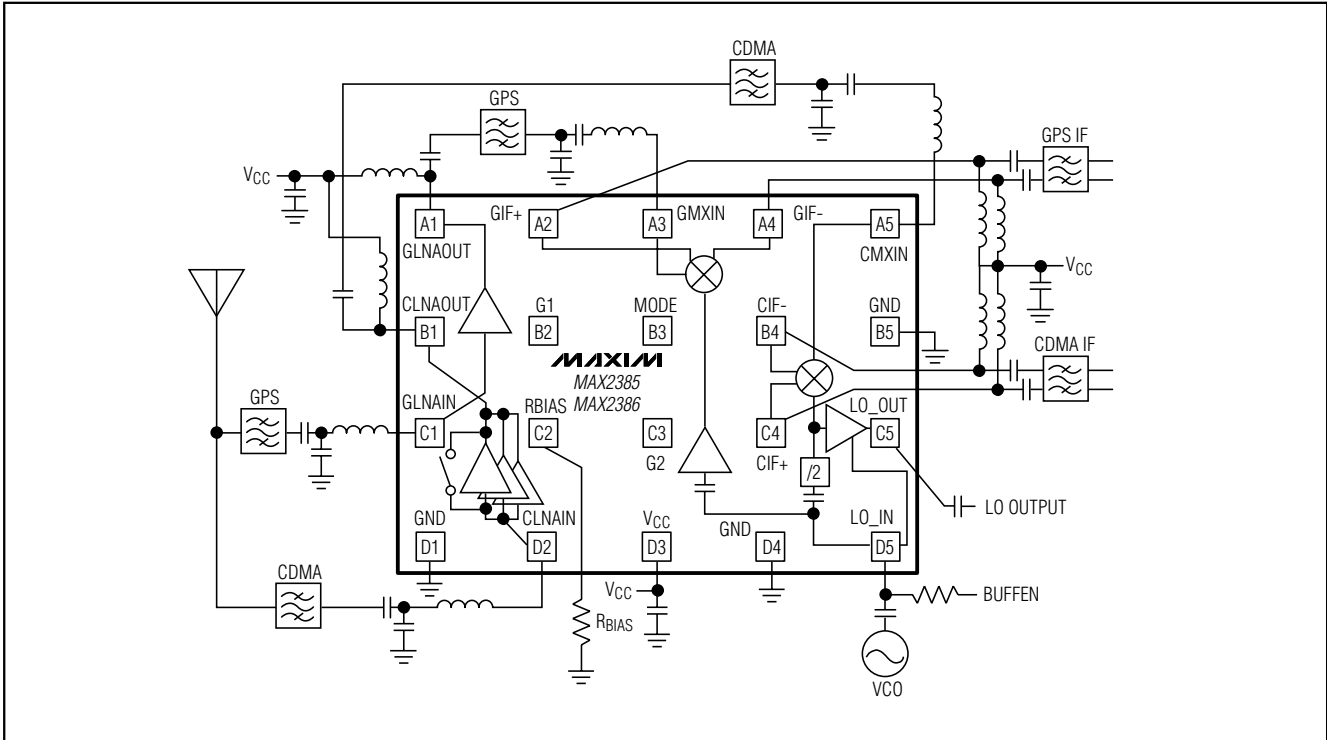 CDMA
GPS
GPS IF
VCC
A1
GIF+
A2
GMXIN
A3
A4
GIF-
A5
GLNAOUT
CMXIN
VCC
CLNAOUT
G1
MODE
CIF-
GND
B1
B2
B3
B4
B5
MAXIM
MAX2385
MAX2386
CDMA IF
GPS
GLNAIN
RBIAS
LO_OUT
C1
C2
C3
C4
C5
G2
CIF+
/2
LO OUTPUT
GND
CLNAIN
VCC
GND
LO_IN
D1
D2
D3
D4
D5
CDMA
VCC
BUFFEN
RBIAS
VCO